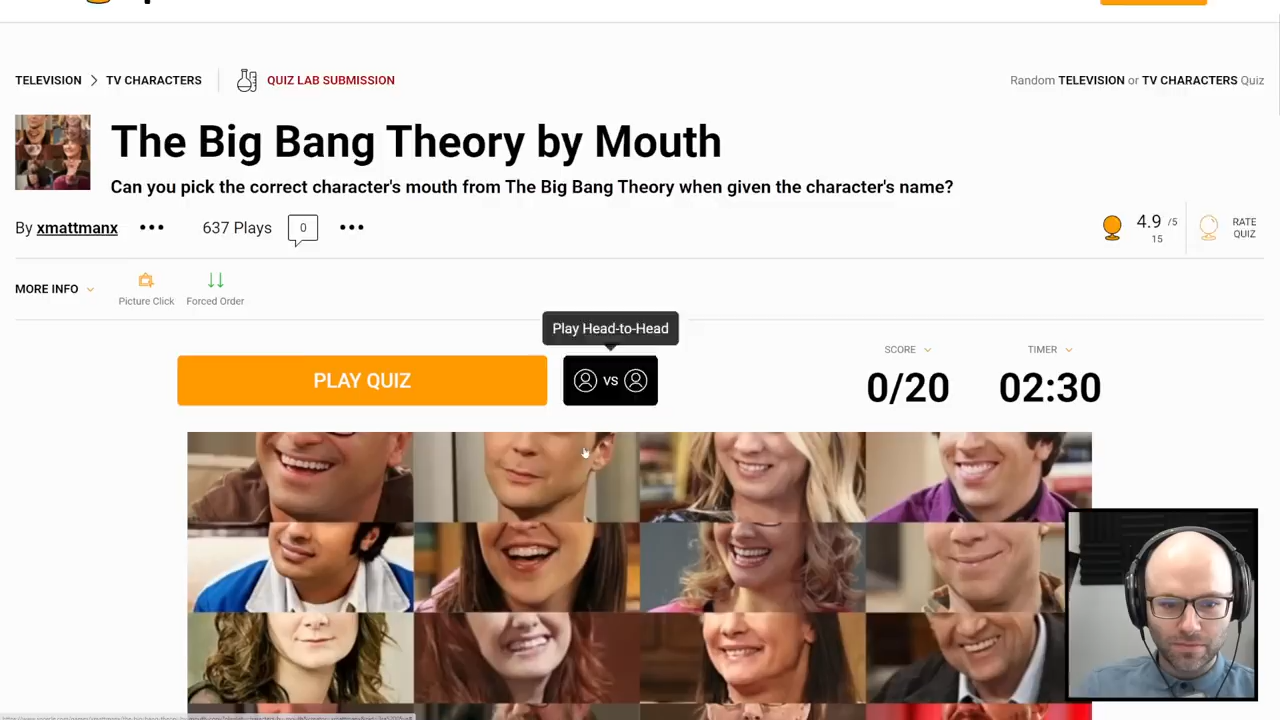 TELEVISION > TV CHARACTERS QUIZ LAB SUBMISSION
Random TELEVISION or TV CHARACTERS Quiz
The Big Bang Theory by Mouth
Can you pick the correct character's mouth from The Big Bang Theory when given the character's name?
By xmattmanx ••• 637 Plays 0 •••
4.9 /5
15
RATE
QUIZ
MORE INFO
Picture Click
Forced Order
Play Head-to-Head
PLAY QUIZ
VS
SCORE
0/20
TIMER
02:30